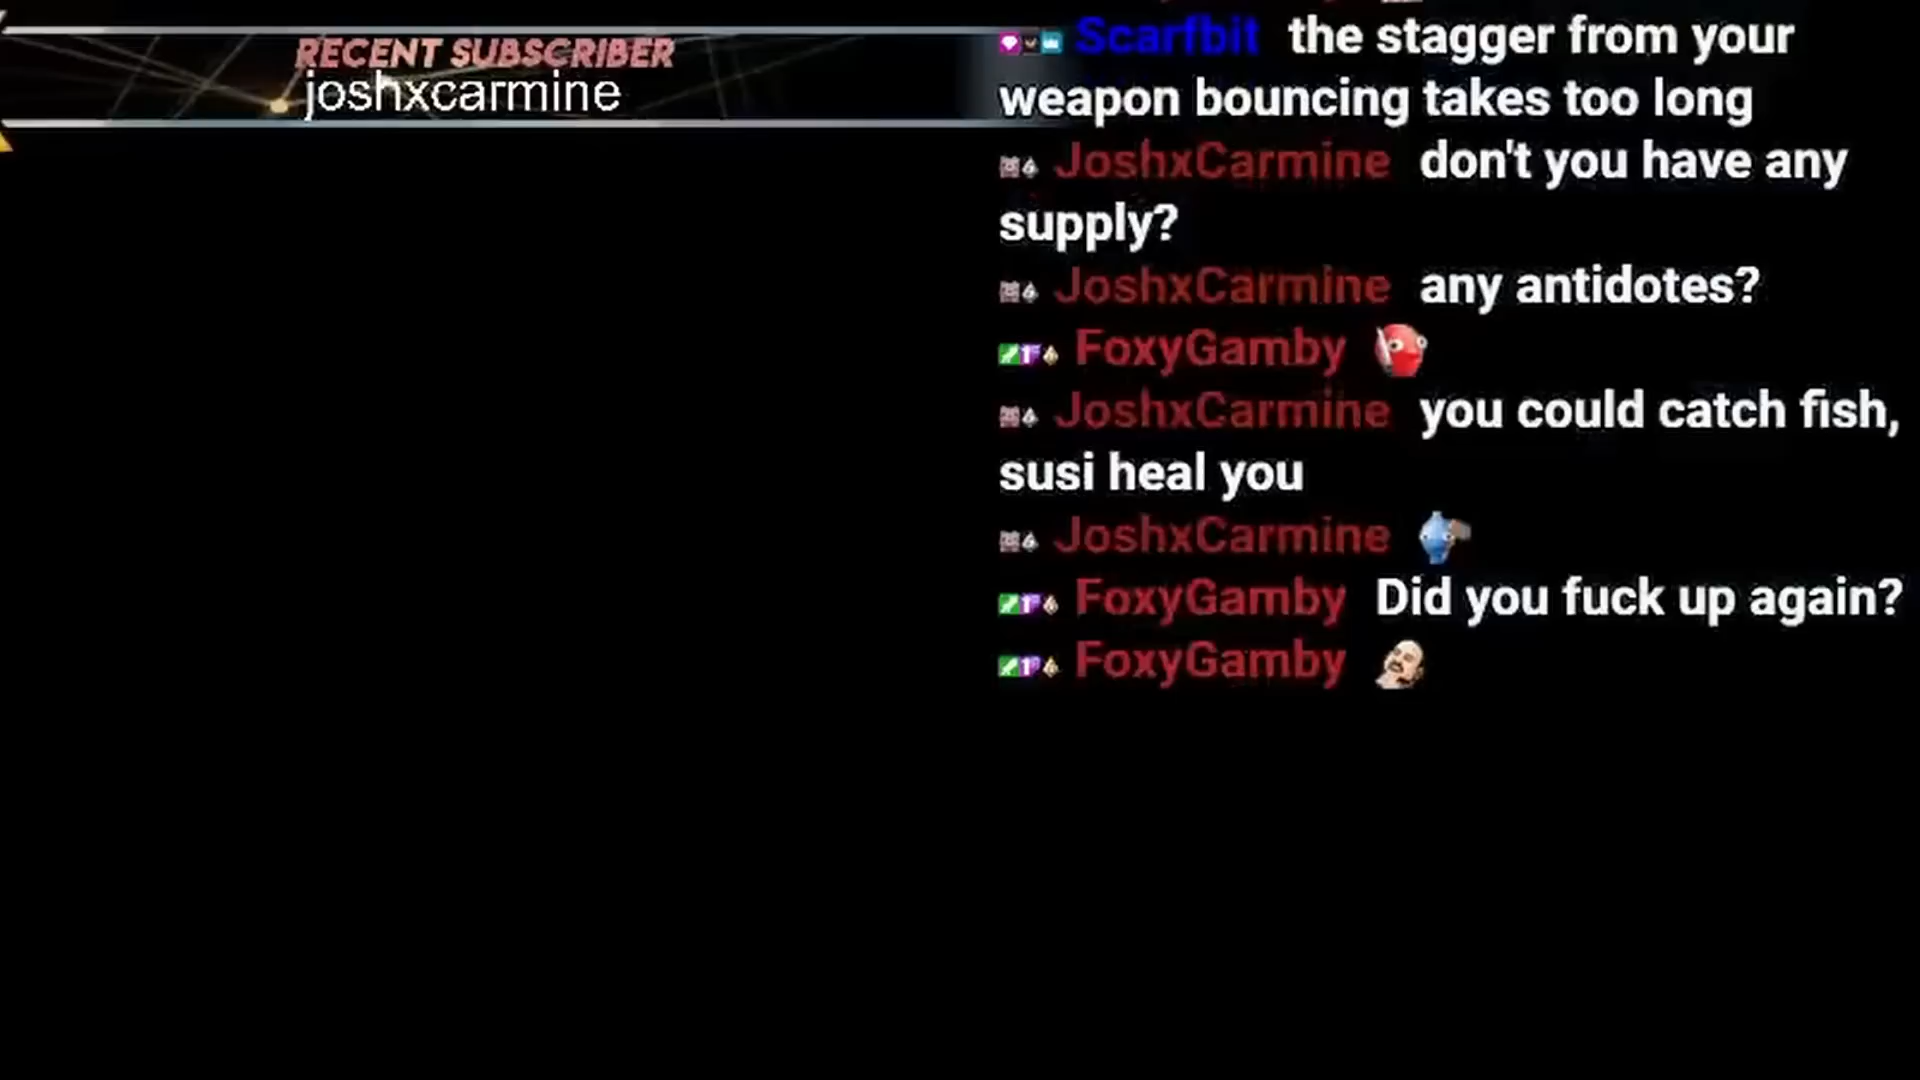 RECENT SUBSCRIBER
joshxcarmine
Scarfbit the stagger from your
weapon bouncing takes too long
JoshxCarmine don't you have any
supply?
JoshxCarmine any antidotes?
FoxyGamby
JoshxCarmine you could catch fish,
susi heal you
JoshxCarmine
FoxyGamby Did you fuck up again?
FoxyGamby